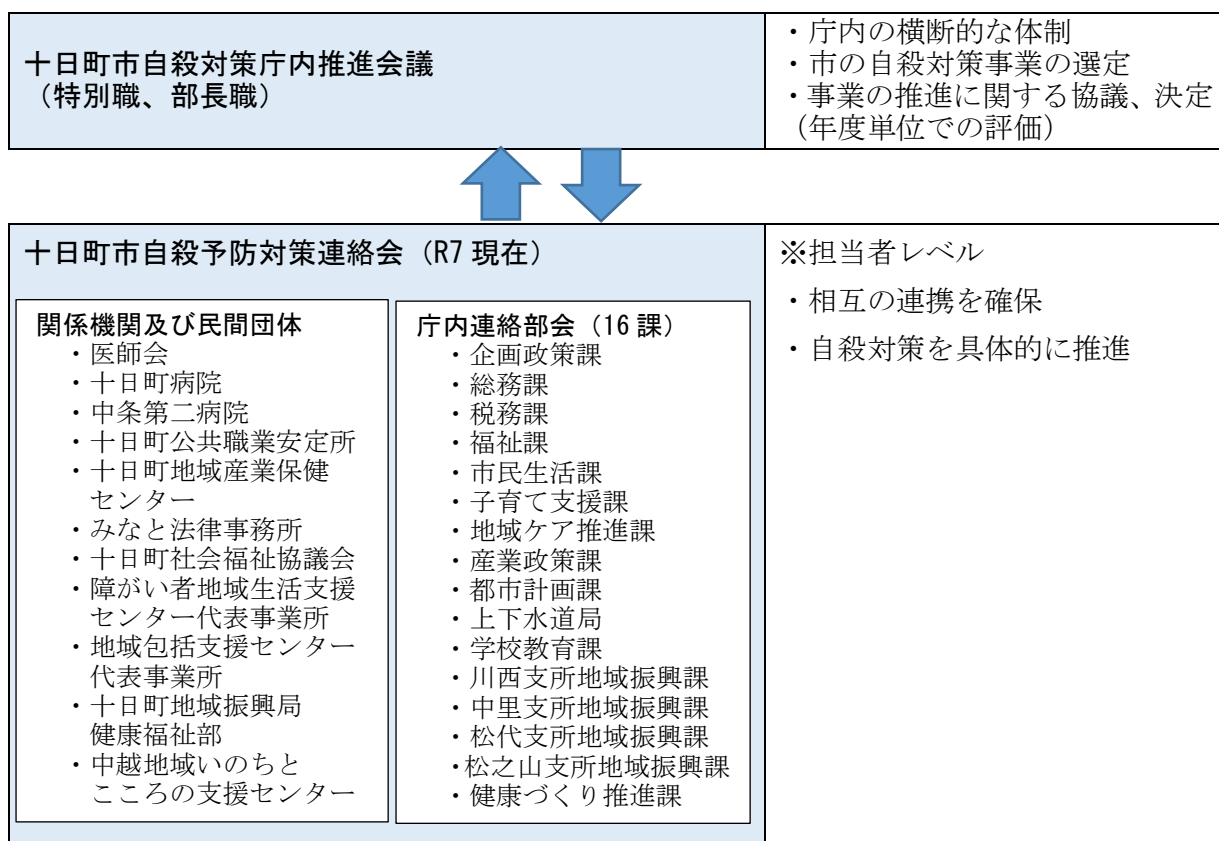 十日町市自殺対策庁内推進会議
（特別職、部長職）
・庁内の横断的な体制
・市の自殺対策事業の選定
・事業の推進に関する協議、決定
（年度単位での評価）
十日町市自殺予防対策連絡会（R7 現在）
関係機関及び民間団体
・医師会
・十日町病院
・中条第二病院
・十日町公共職業安定所
・十日町地域産業保健
センター
・みなと法律事務所
・十日町社会福祉協議会
・障がい者地域生活支援
センター代表事業所
・地域包括支援センター
代表事業所
・十日町地域振興局
健康福祉部
・中越地域いのちと
こころの支援センター
庁内連絡部会（16 課）
・企画政策課
・総務課
・税務課
・福祉課
・市民生活課
・子育て支援課
・地域ケア推進課
・産業政策課
・都市計画課
・上下水道局
・学校教育課
・川西支所地域振興課
・中里支所地域振興課
・松代支所地域振興課
・松之山支所地域振興課
・健康づくり推進課
※担当者レベル
・相互の連携を確保
・自殺対策を具体的に推進